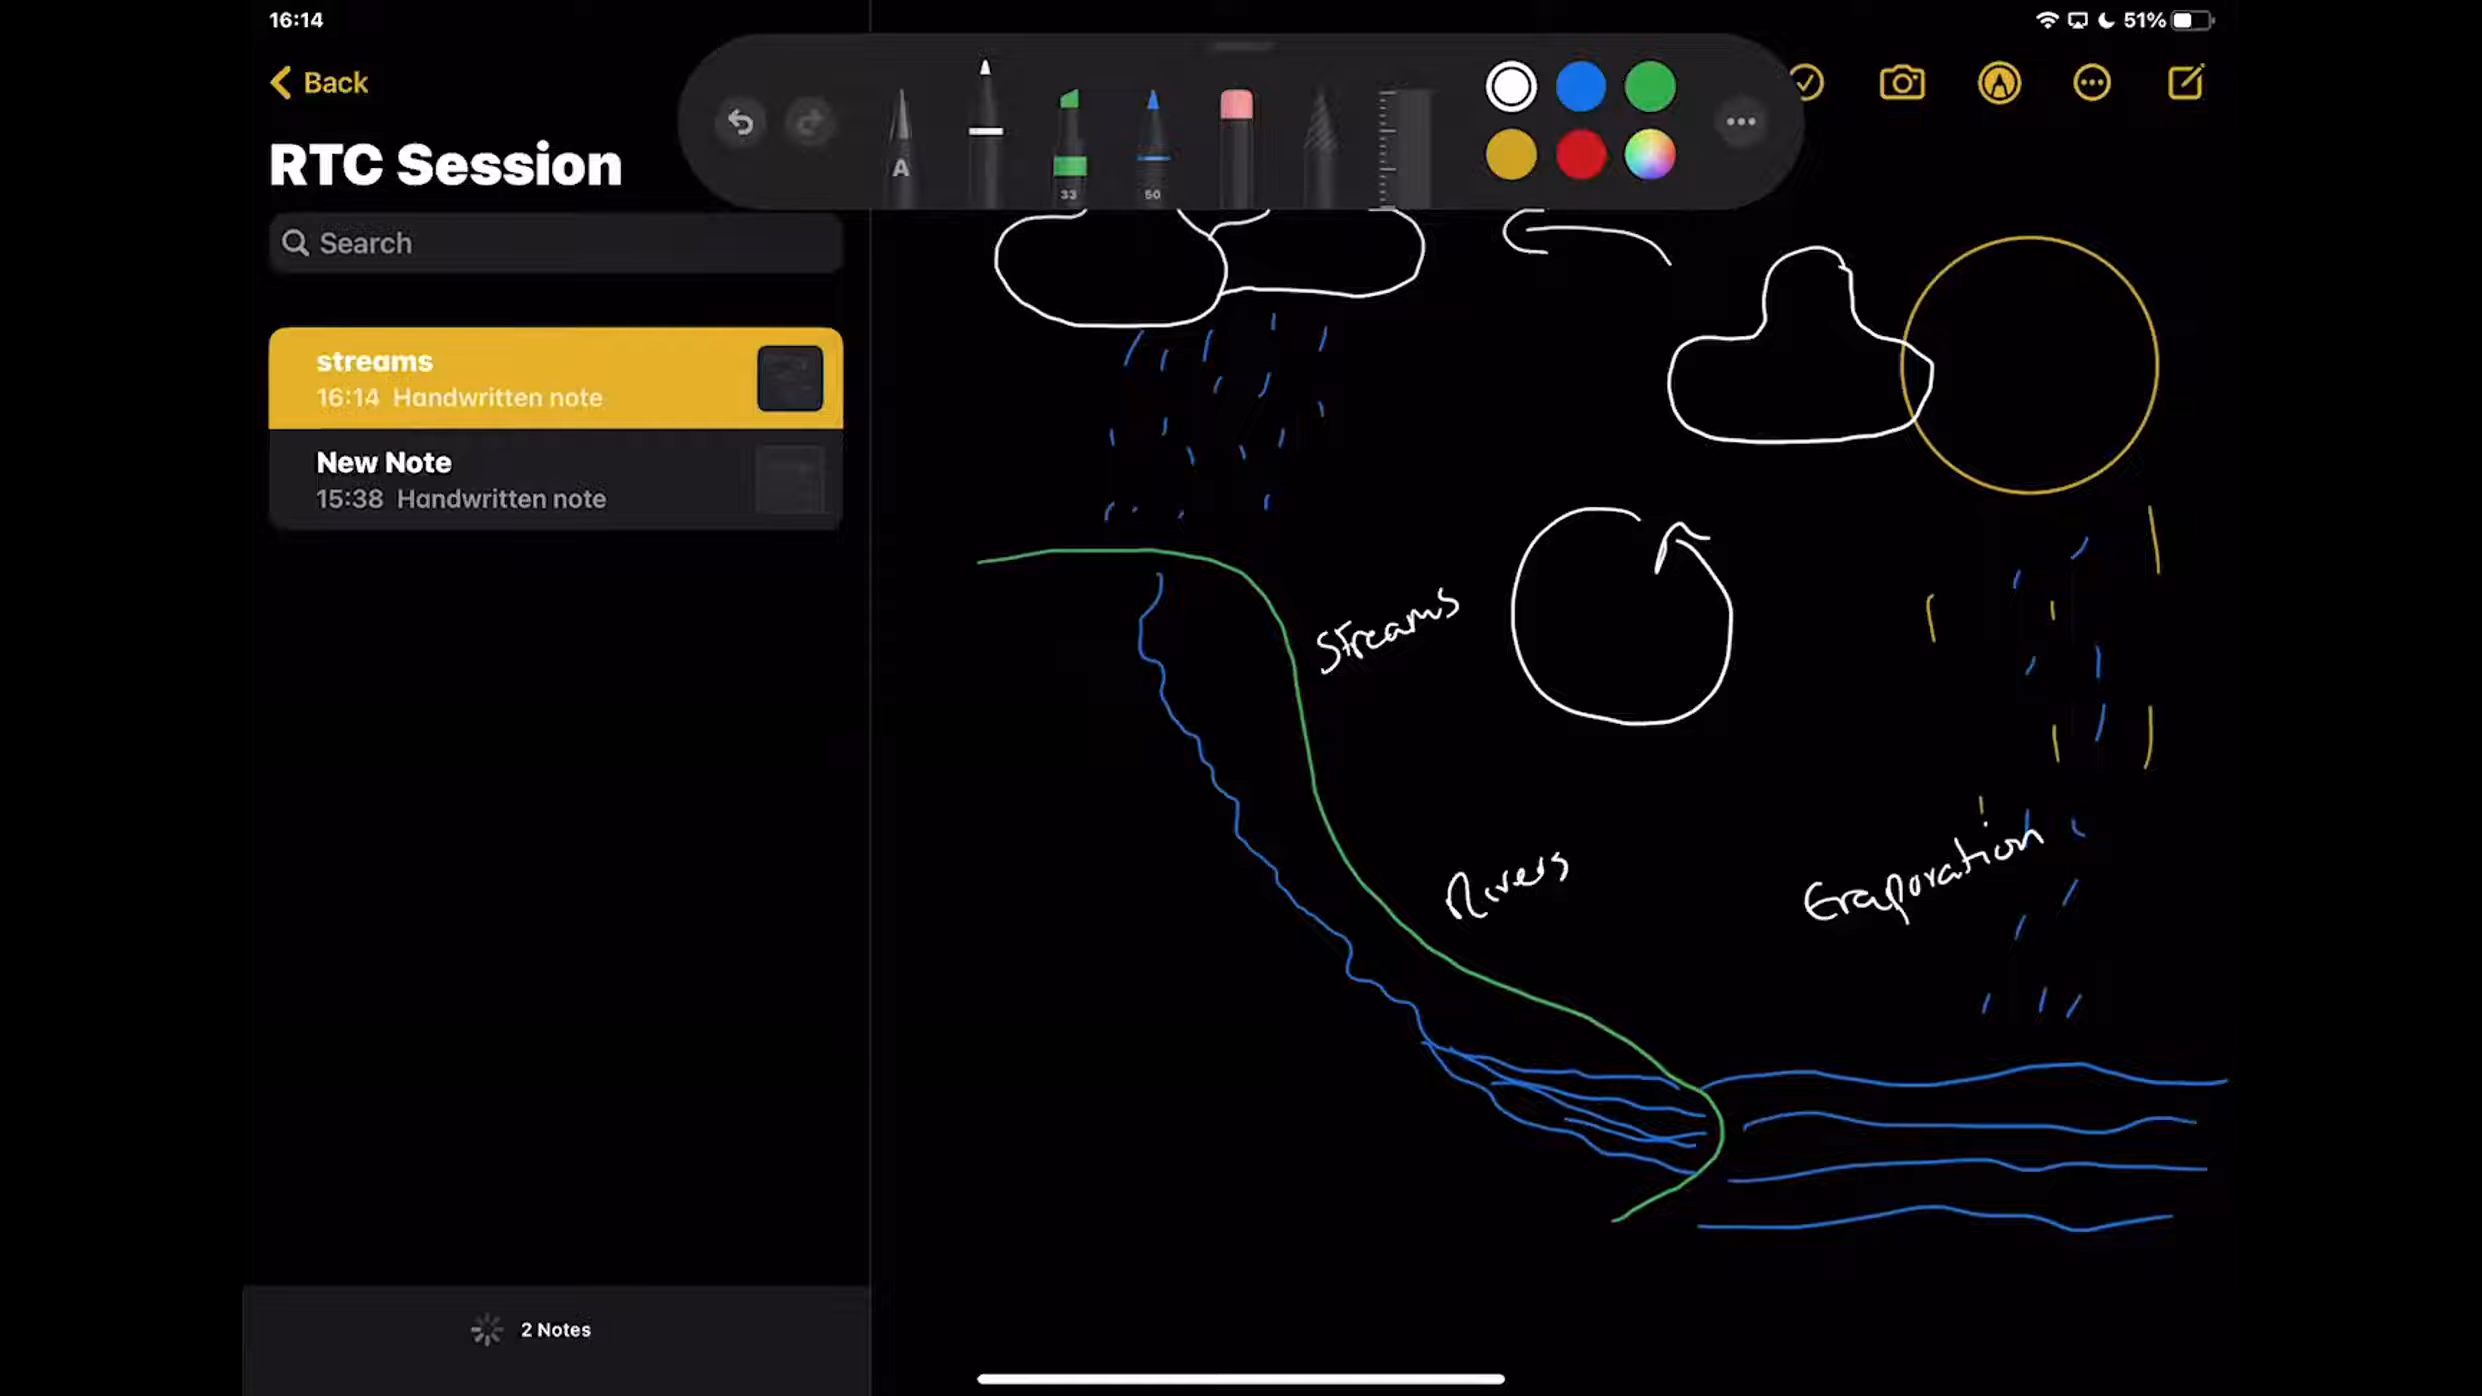 16:14
51%
Back
RTC Session
A
33
50
Search
streams
16:14 Handwritten note
New Note
15:38 Handwritten note
Streams
Rivers
Evaporation
2 Notes